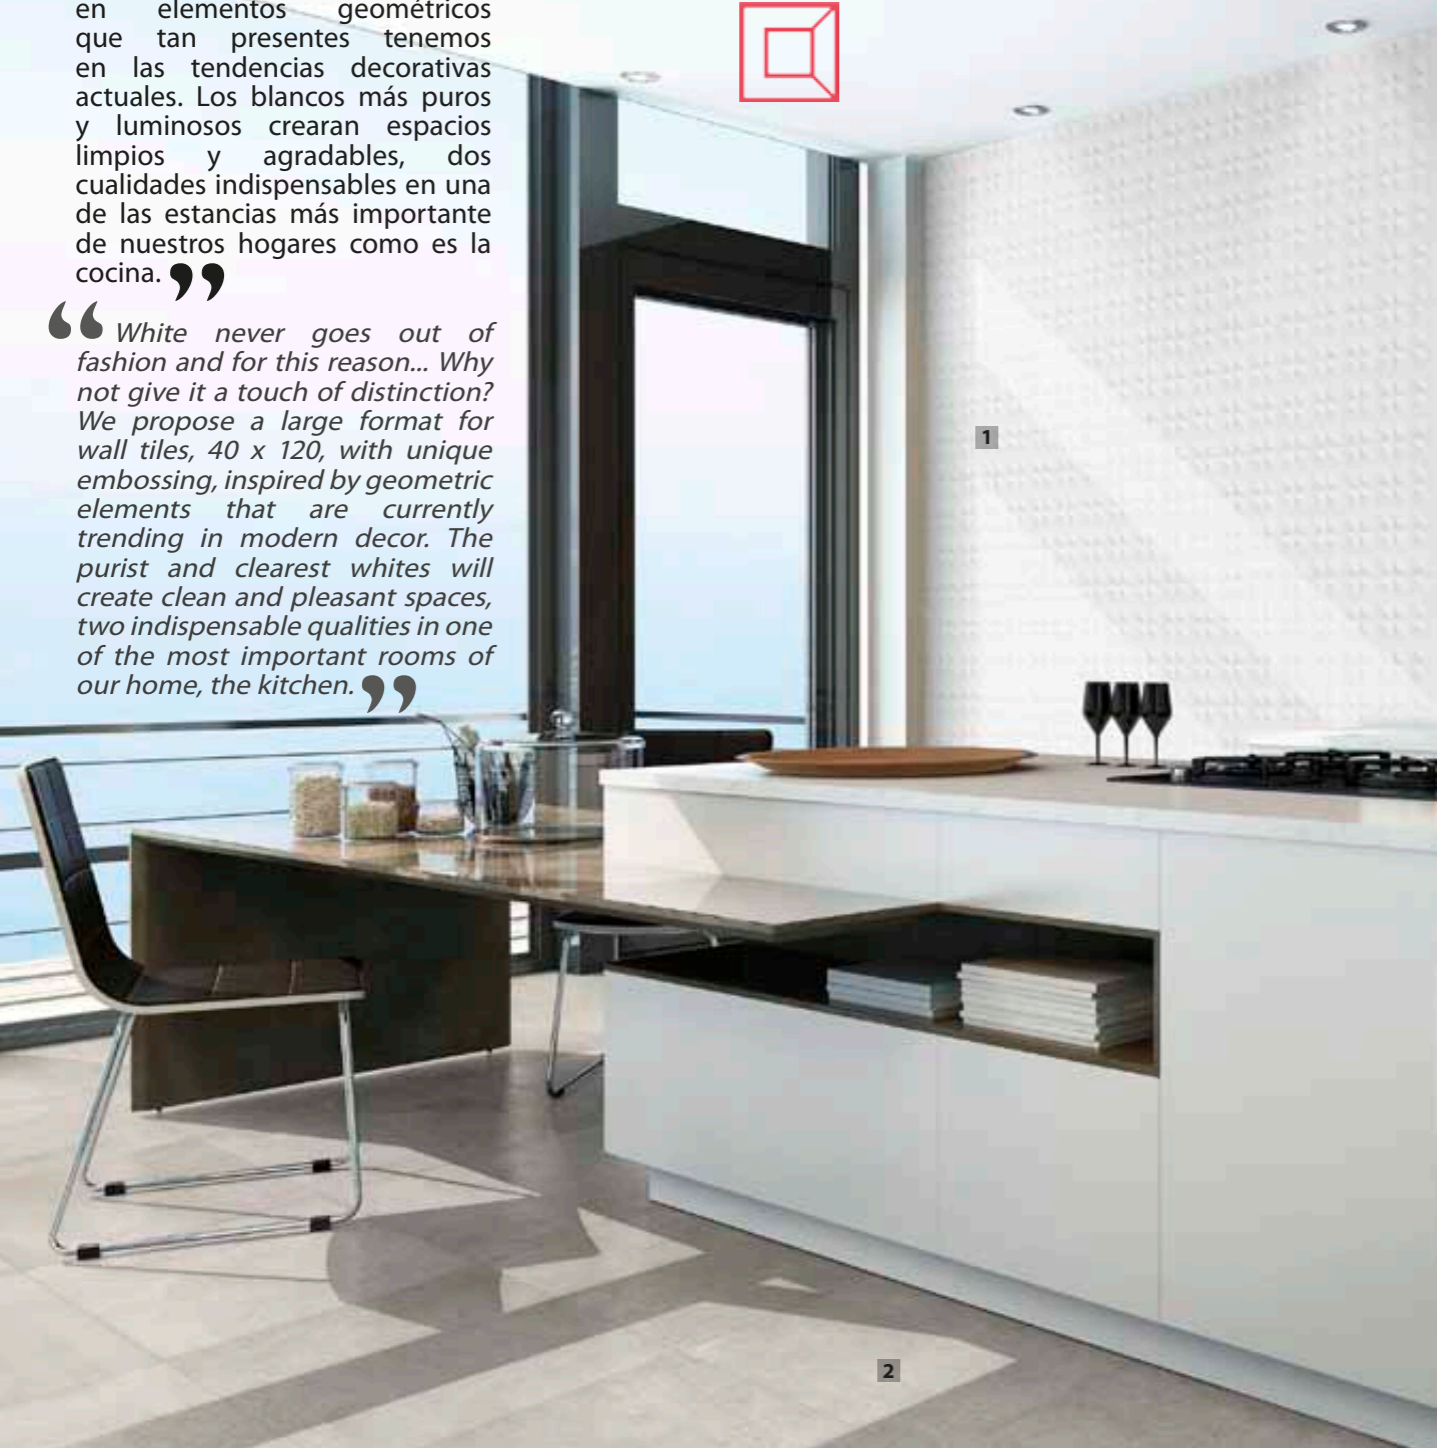 en elementos geométricos
que tan presentes tenemos
en las tendencias decorativas
actuales. Los blancos más puros
y luminosos crearan espacios
limpios y agradables, dos
cualidades indispensables en una
de las estancias más importante
de nuestros hogares como es la
cocina. ”
“ White never goes out of
fashion and for this reason... Why
not give it a touch of distinction?
We propose a large format for
wall tiles, 40 x 120, with unique
embossing, inspired by geometric
elements that are currently
trending in modern decor. The
purist and clearest whites will
create clean and pleasant spaces,
two indispensable qualities in one
of the most important rooms of
our home, the kitchen. ”
1
2